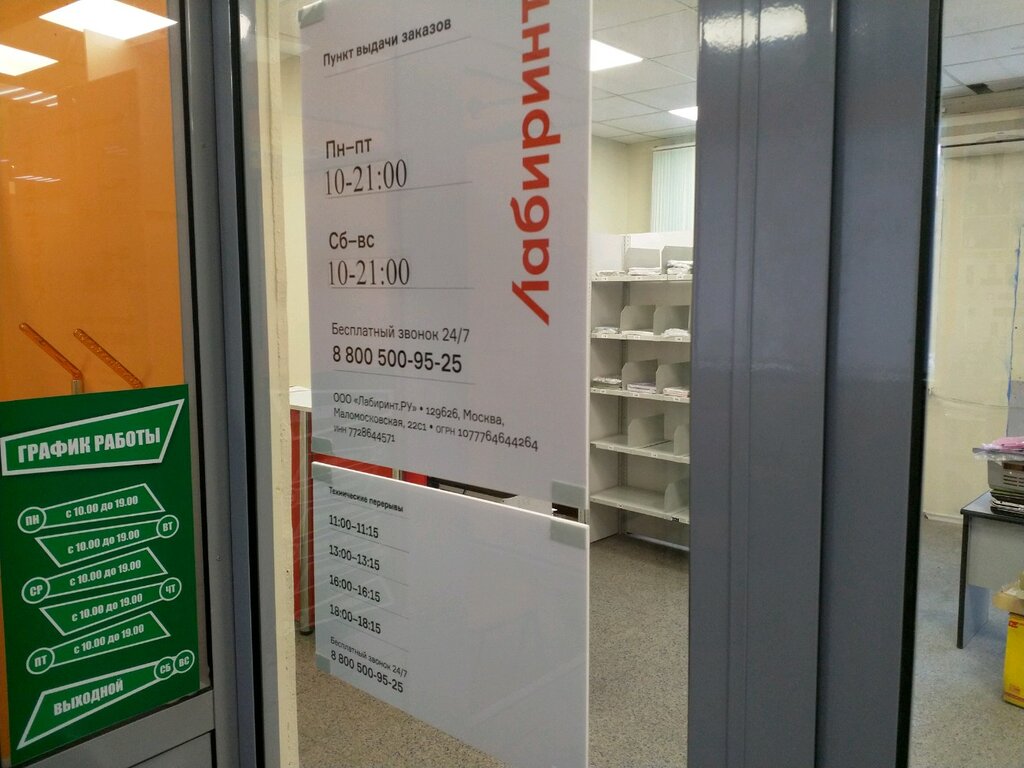 Пункт выдачи заказов
Пн–пт
10-21:00
Сб–вс
10-21:00
Бесплатный звонок 24/7
8 800 500-95-25
ООО «Лабиринт.РУ» • 129626, Москва,
Маломосковская, 22с1 • ОГРН 1077764644264
ИНН 7728644571
Лабиринт
Технические перерывы
11:00–11:15
13:00–13:15
16:00–16:15
18:00–18:15
Бесплатный звонок 24/7
8 800 500-95-25
ГРАФИК РАБОТЫ
ПН с 10.00 до 19.00
с 10.00 до 19.00 ВТ
СР с 10.00 до 19.00
с 10.00 до 19.00 ЧТ
ПТ с 10.00 до 19.00
ВЫХОДНОЙ СБ ВС